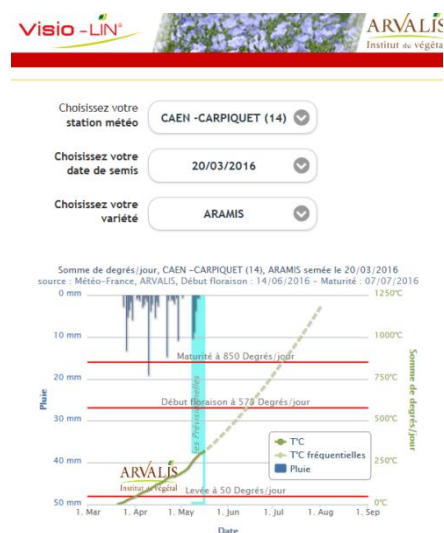 Visio-LIN®
ARVALIS
Institut du végétal
Choisissez votre
station météo
CAEN -CARPIQUET (14)
Choisissez votre
date de semis
20/03/2016
Choisissez votre
variété
ARAMIS
Somme de degrés/jour, CAEN -CARPIQUET (14), ARAMIS semée le 20/03/2016
source : Météo-France, ARVALIS, Début floraison : 14/06/2016 - Maturité : 07/07/2016
0 mm
1250°C
10 mm
1000°C
Maturité à 850 Degrés/jour
20 mm
750°C
Début floraison à 575 Degrés/jour
30 mm
500°C
40 mm
250°C
Levée à 50 Degrés/jour
50 mm
0°C
Pluie
Somme de degrés/jour
Prévisionnelles
T°C
T°C fréquentielles
Pluie
ARVALIS
Institut du végétal
1. Mar 1. Apr 1. May 1. Jun 1. Jul 1. Aug 1. Sep
Date